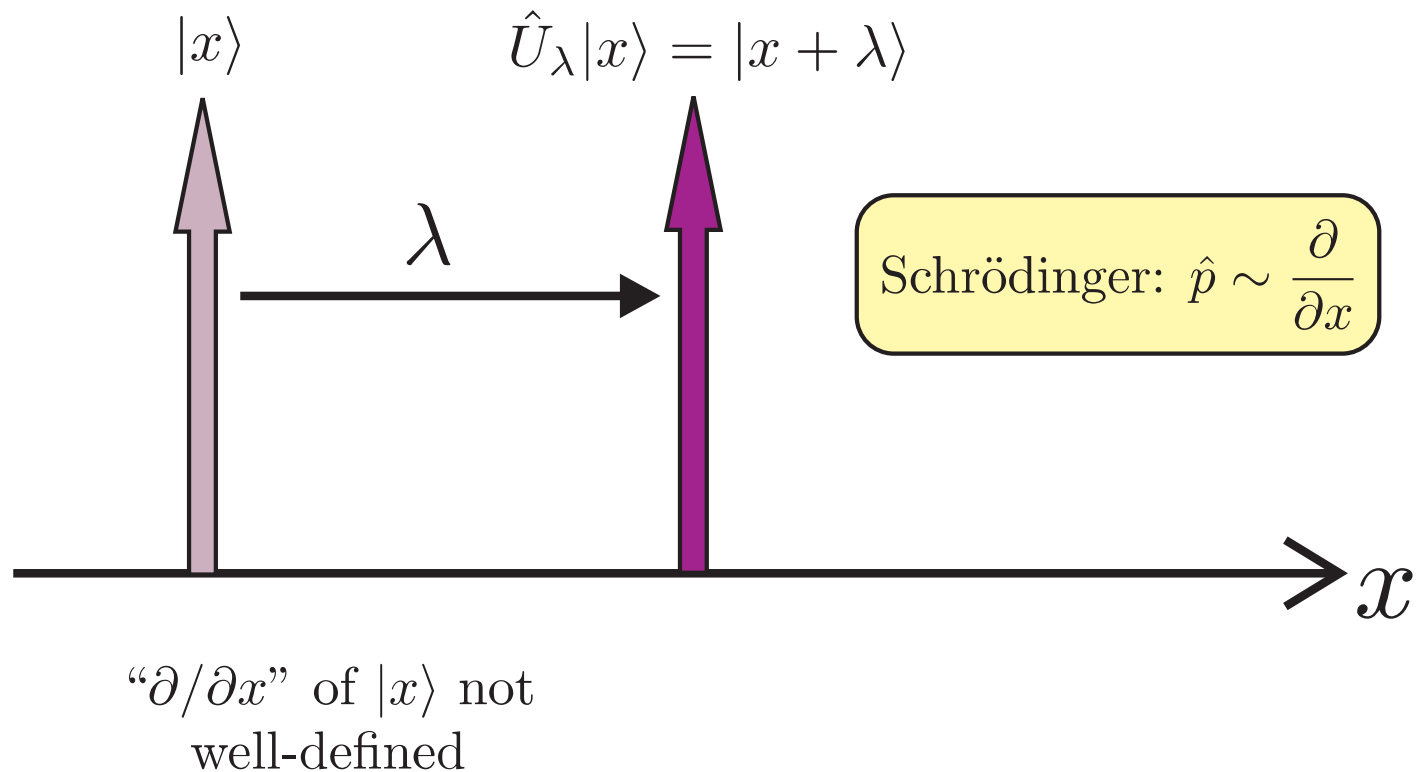 |x⟩
Û_λ|x⟩ = |x + λ⟩
λ
Schrödinger: p̂ ∼ ∂/∂x
x
“∂/∂x” of |x⟩ not
well-defined